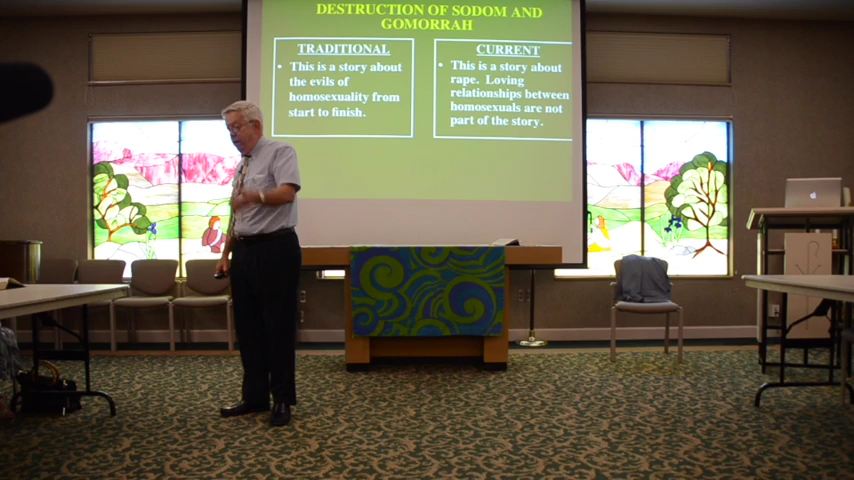 DESTRUCTION OF SODOM AND
GOMORRAH
TRADITIONAL
• This is a story about
the evils of
homosexuality from
start to finish.
CURRENT
• This is a story about
rape. Loving
relationships between
homosexuals are not
part of the story.